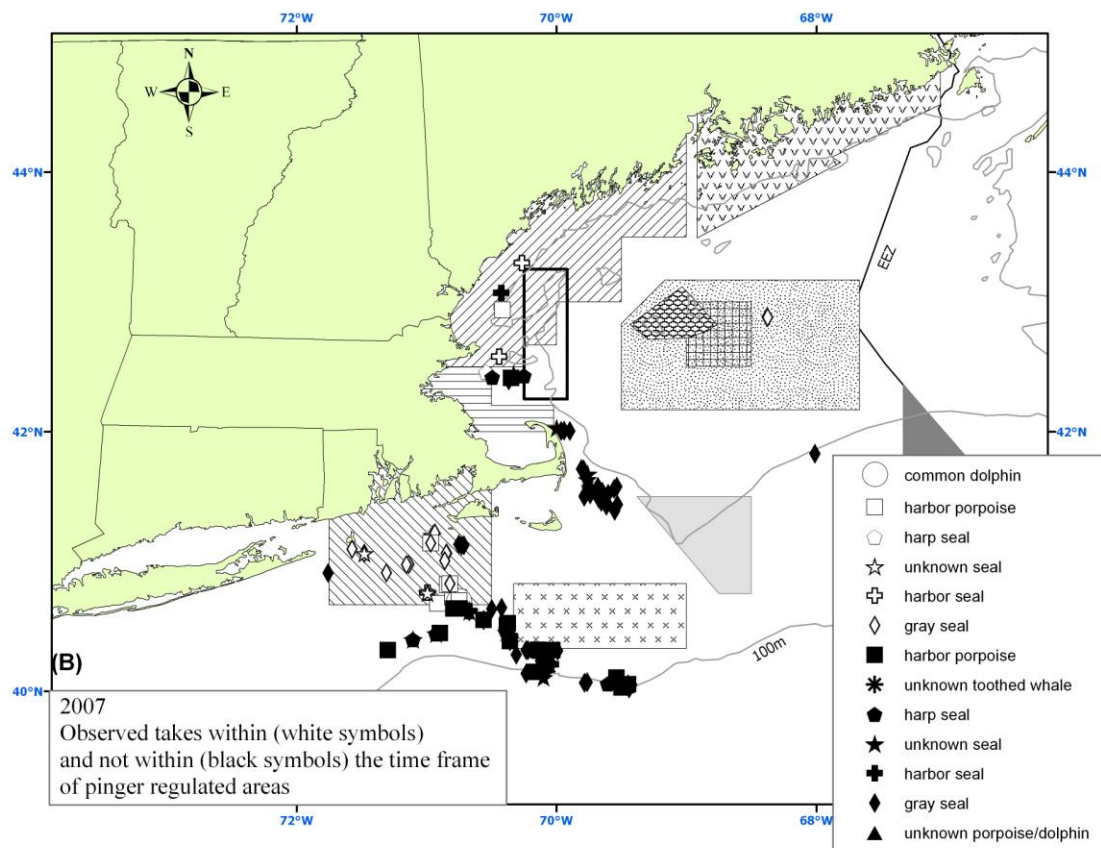 72°W 70°W 68°W
N
W E
S
44°N 44°N
EEZ
42°N 42°N
100m
(B)
40°N
2007
Observed takes within (white symbols)
and not within (black symbols) the time frame
of pinger regulated areas
common dolphin
harbor porpoise
harp seal
unknown seal
harbor seal
gray seal
harbor porpoise
unknown toothed whale
harp seal
unknown seal
harbor seal
gray seal
unknown porpoise/dolphin
72°W 70°W 68°W